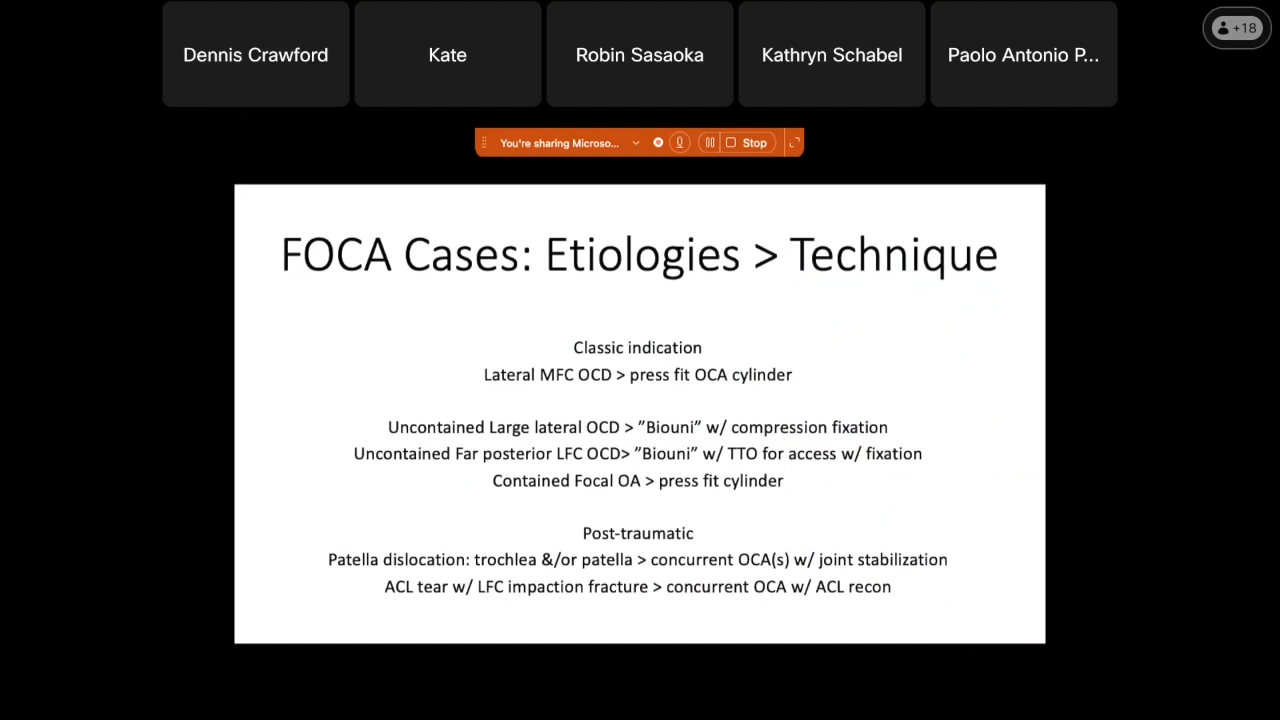 Dennis Crawford
Kate
Robin Sasaoka
Kathryn Schabel
Paolo Antonio P...
+18
You're sharing Microso...
Stop
FOCA Cases: Etiologies > Technique
Classic indication
Lateral MFC OCD > press fit OCA cylinder
Uncontained Large lateral OCD > ”Biouni” w/ compression fixation
Uncontained Far posterior LFC OCD> ”Biouni” w/ TTO for access w/ fixation
Contained Focal OA > press fit cylinder
Post-traumatic
Patella dislocation: trochlea &/or patella > concurrent OCA(s) w/ joint stabilization
ACL tear w/ LFC impaction fracture > concurrent OCA w/ ACL recon